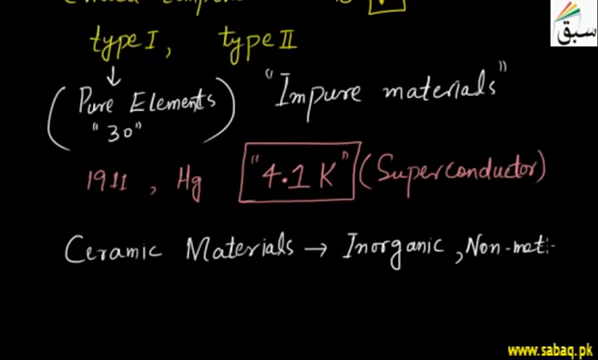 سبق
type I, type II
↓
(Pure Elements "30") "Impure materials"
1911, Hg "4.1 K" (Superconductor)
Ceramic Materials → Inorganic, Non-met
www.sabaq.pk